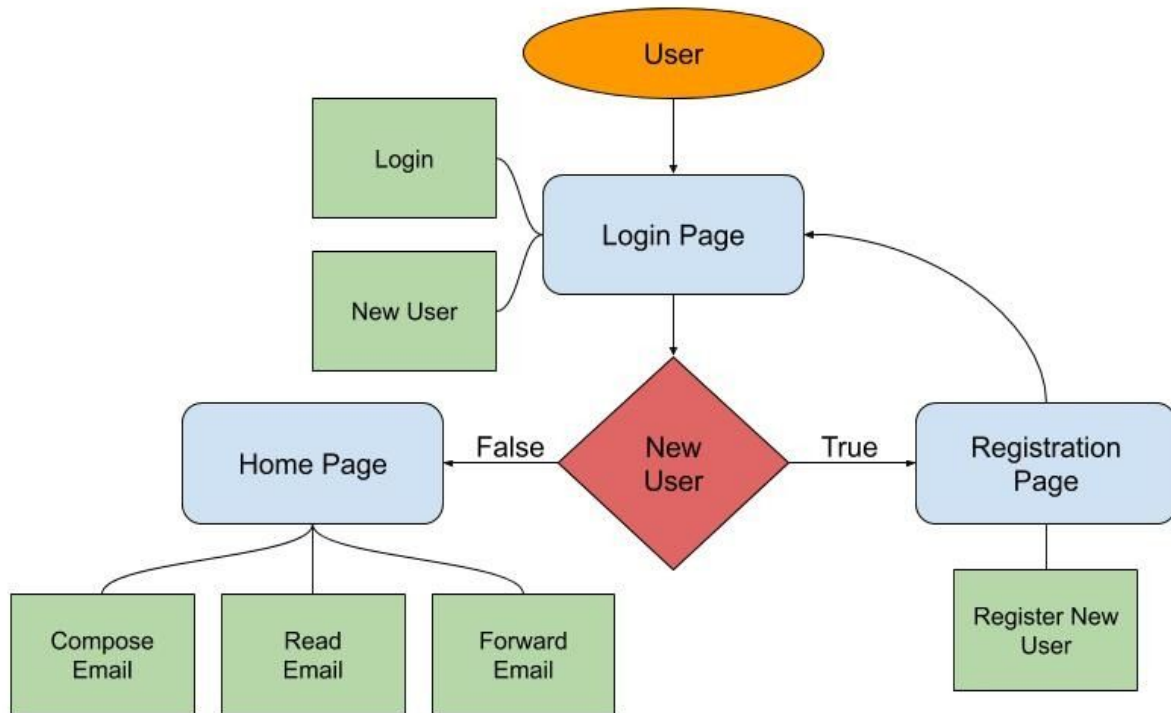 User
Login
Login Page
New User
Home Page
False
New
User
True
Registration
Page
Compose
Email
Read
Email
Forward
Email
Register New
User